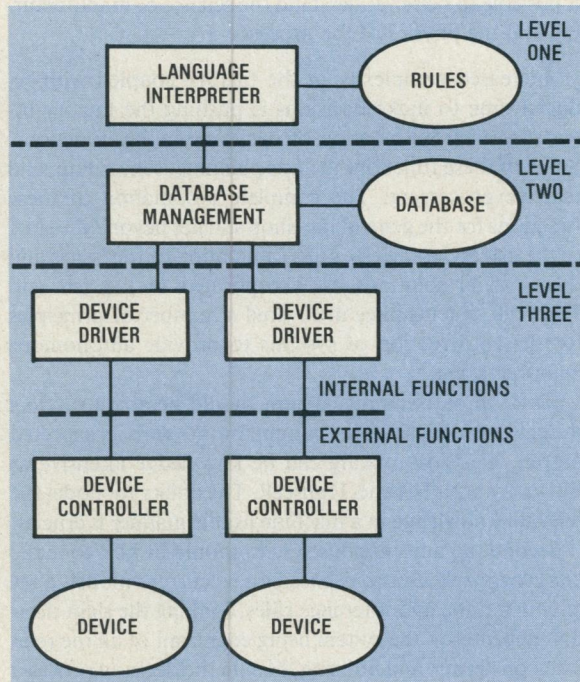 LEVEL
ONE
LANGUAGE
INTERPRETER
RULES
LEVEL
TWO
DATABASE
MANAGEMENT
DATABASE
LEVEL
THREE
DEVICE
DRIVER
DEVICE
DRIVER
INTERNAL FUNCTIONS
EXTERNAL FUNCTIONS
DEVICE
CONTROLLER
DEVICE
CONTROLLER
DEVICE
DEVICE